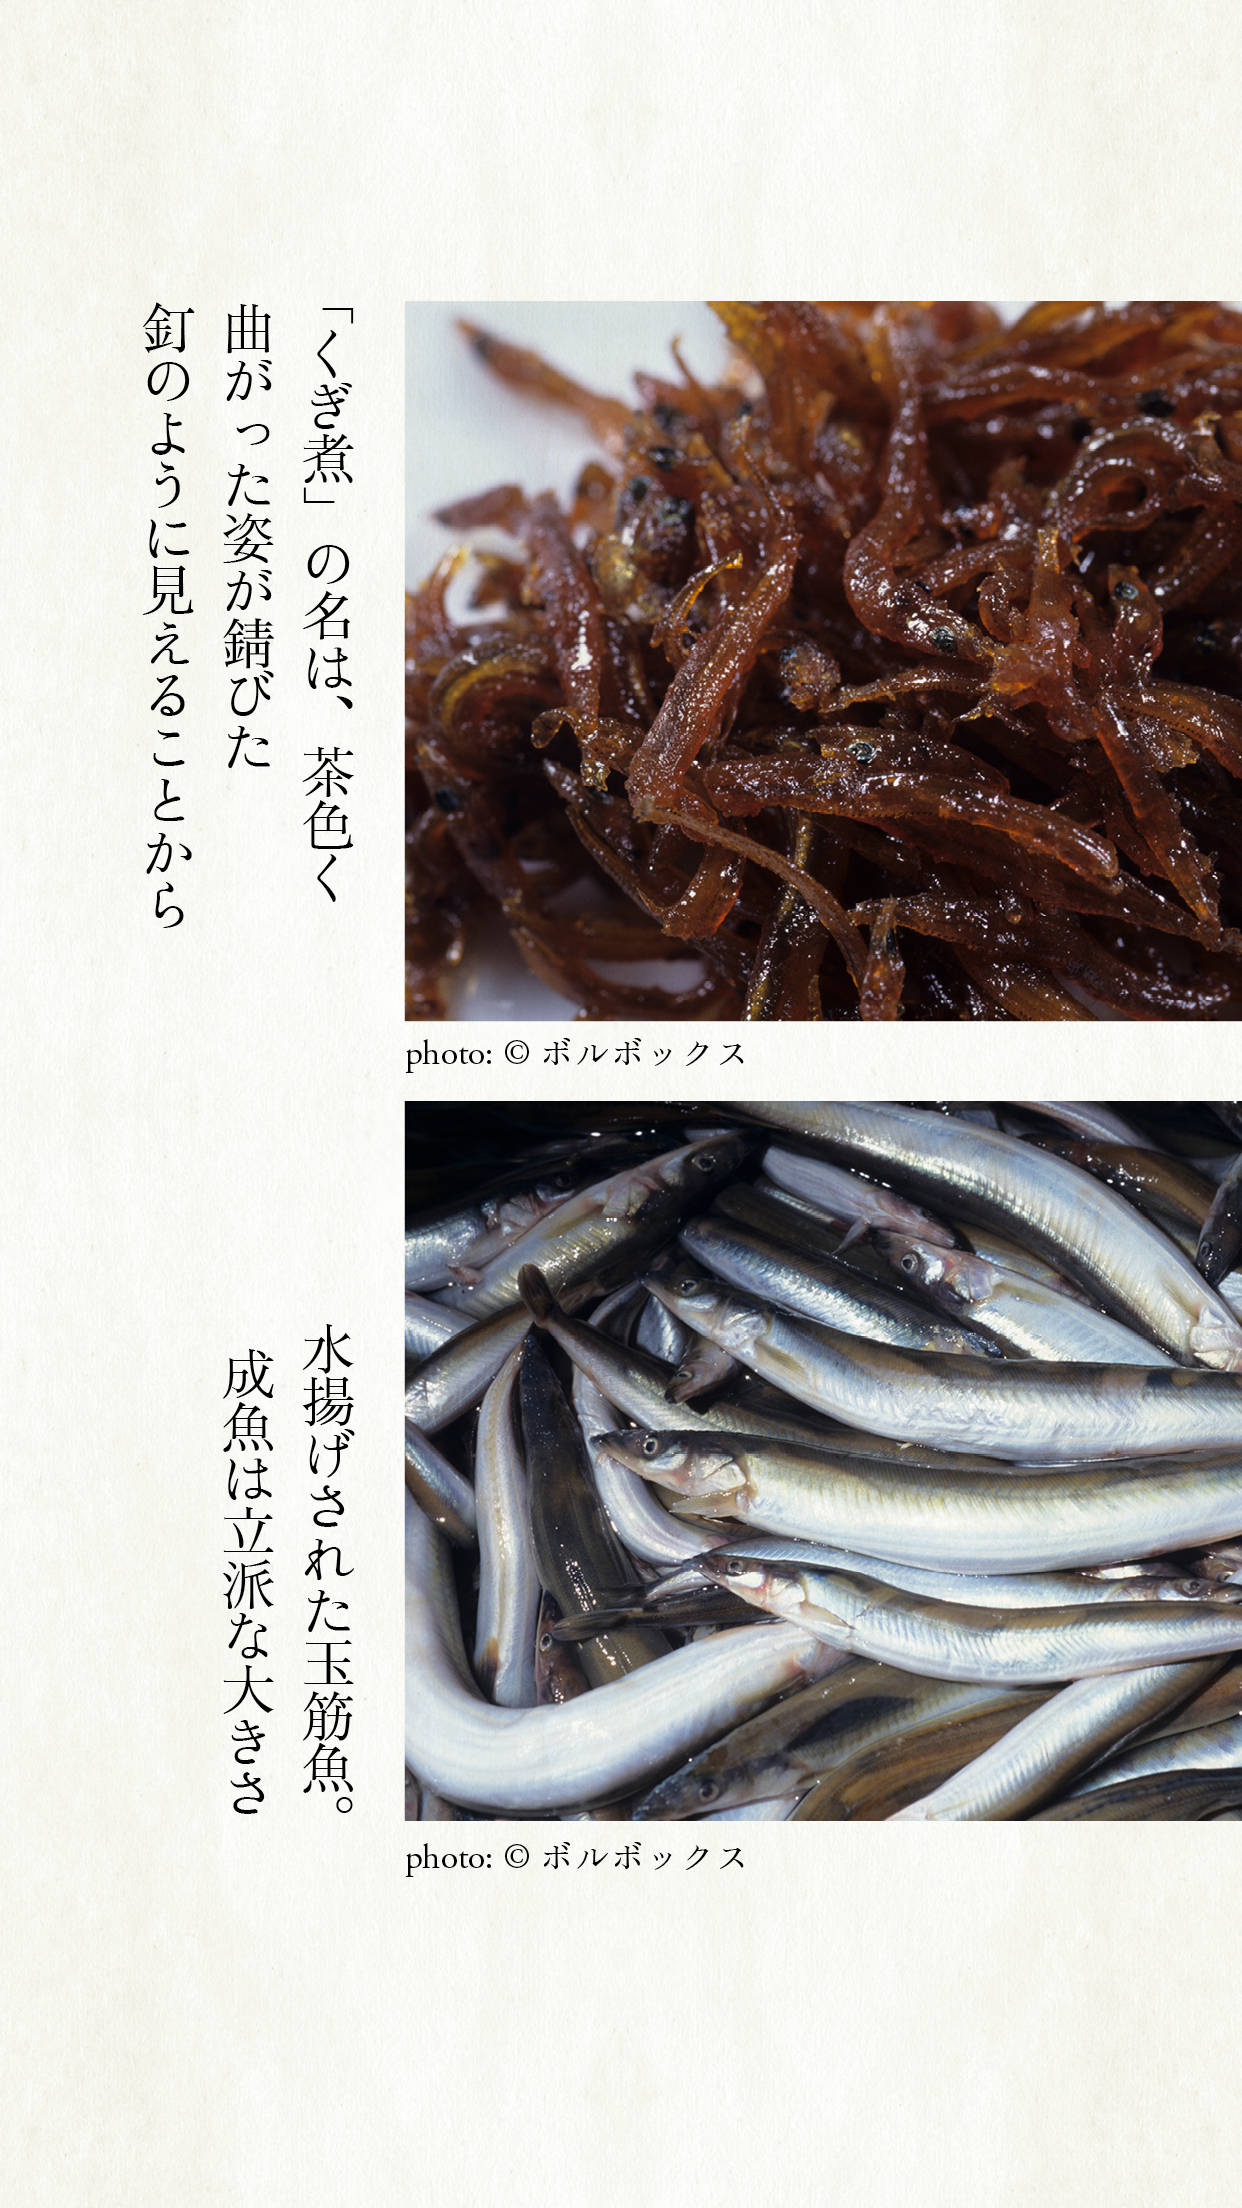 「くぎ煮」の名は、茶色く
曲がった姿が錆びた
釘のように見えることから
photo: © ボルボックス
水揚げされた玉筋魚。
成魚は立派な大きさ
photo: © ボルボックス